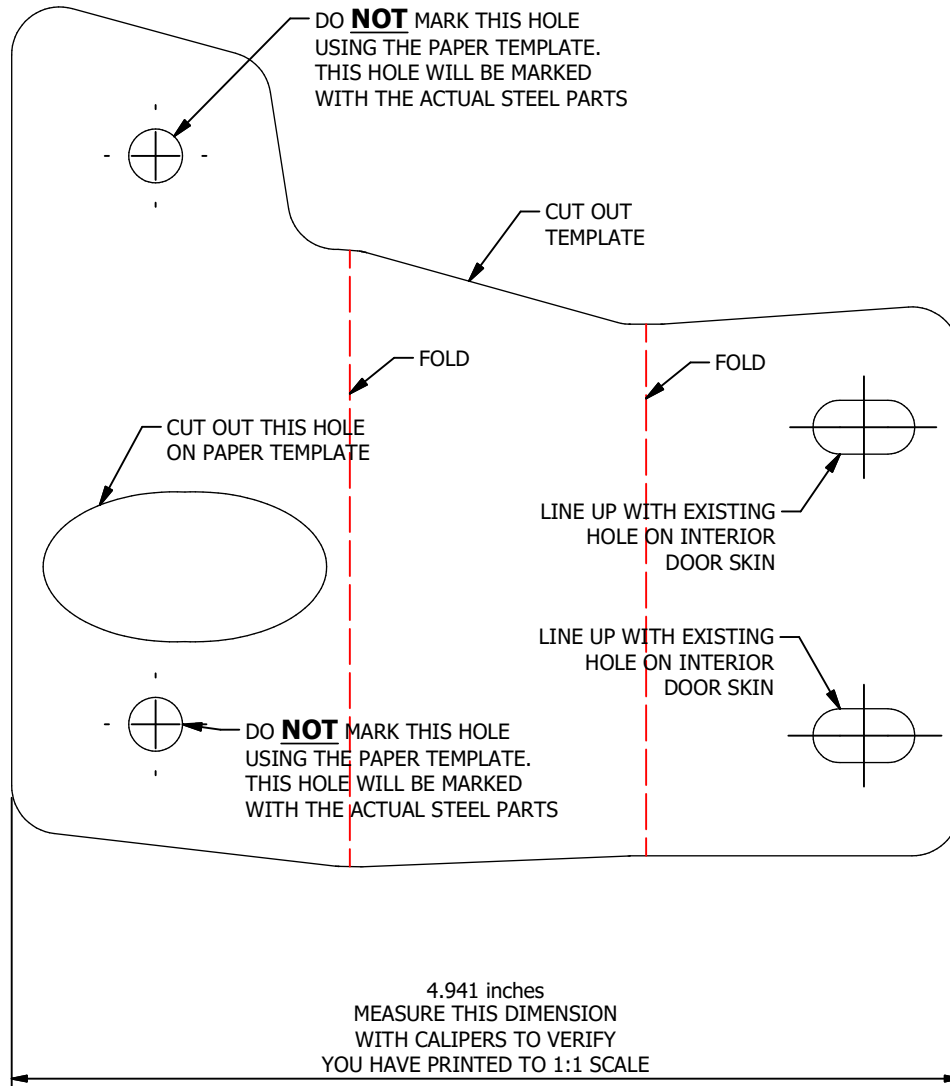 DO NOT MARK THIS HOLE
USING THE PAPER TEMPLATE.
THIS HOLE WILL BE MARKED
WITH THE ACTUAL STEEL PARTS
CUT OUT
TEMPLATE
FOLD
FOLD
CUT OUT THIS HOLE
ON PAPER TEMPLATE
LINE UP WITH EXISTING
HOLE ON INTERIOR
DOOR SKIN
LINE UP WITH EXISTING
HOLE ON INTERIOR
DOOR SKIN
DO NOT MARK THIS HOLE
USING THE PAPER TEMPLATE.
THIS HOLE WILL BE MARKED
WITH THE ACTUAL STEEL PARTS
4.941 inches
MEASURE THIS DIMENSION
WITH CALIPERS TO VERIFY
YOU HAVE PRINTED TO 1:1 SCALE